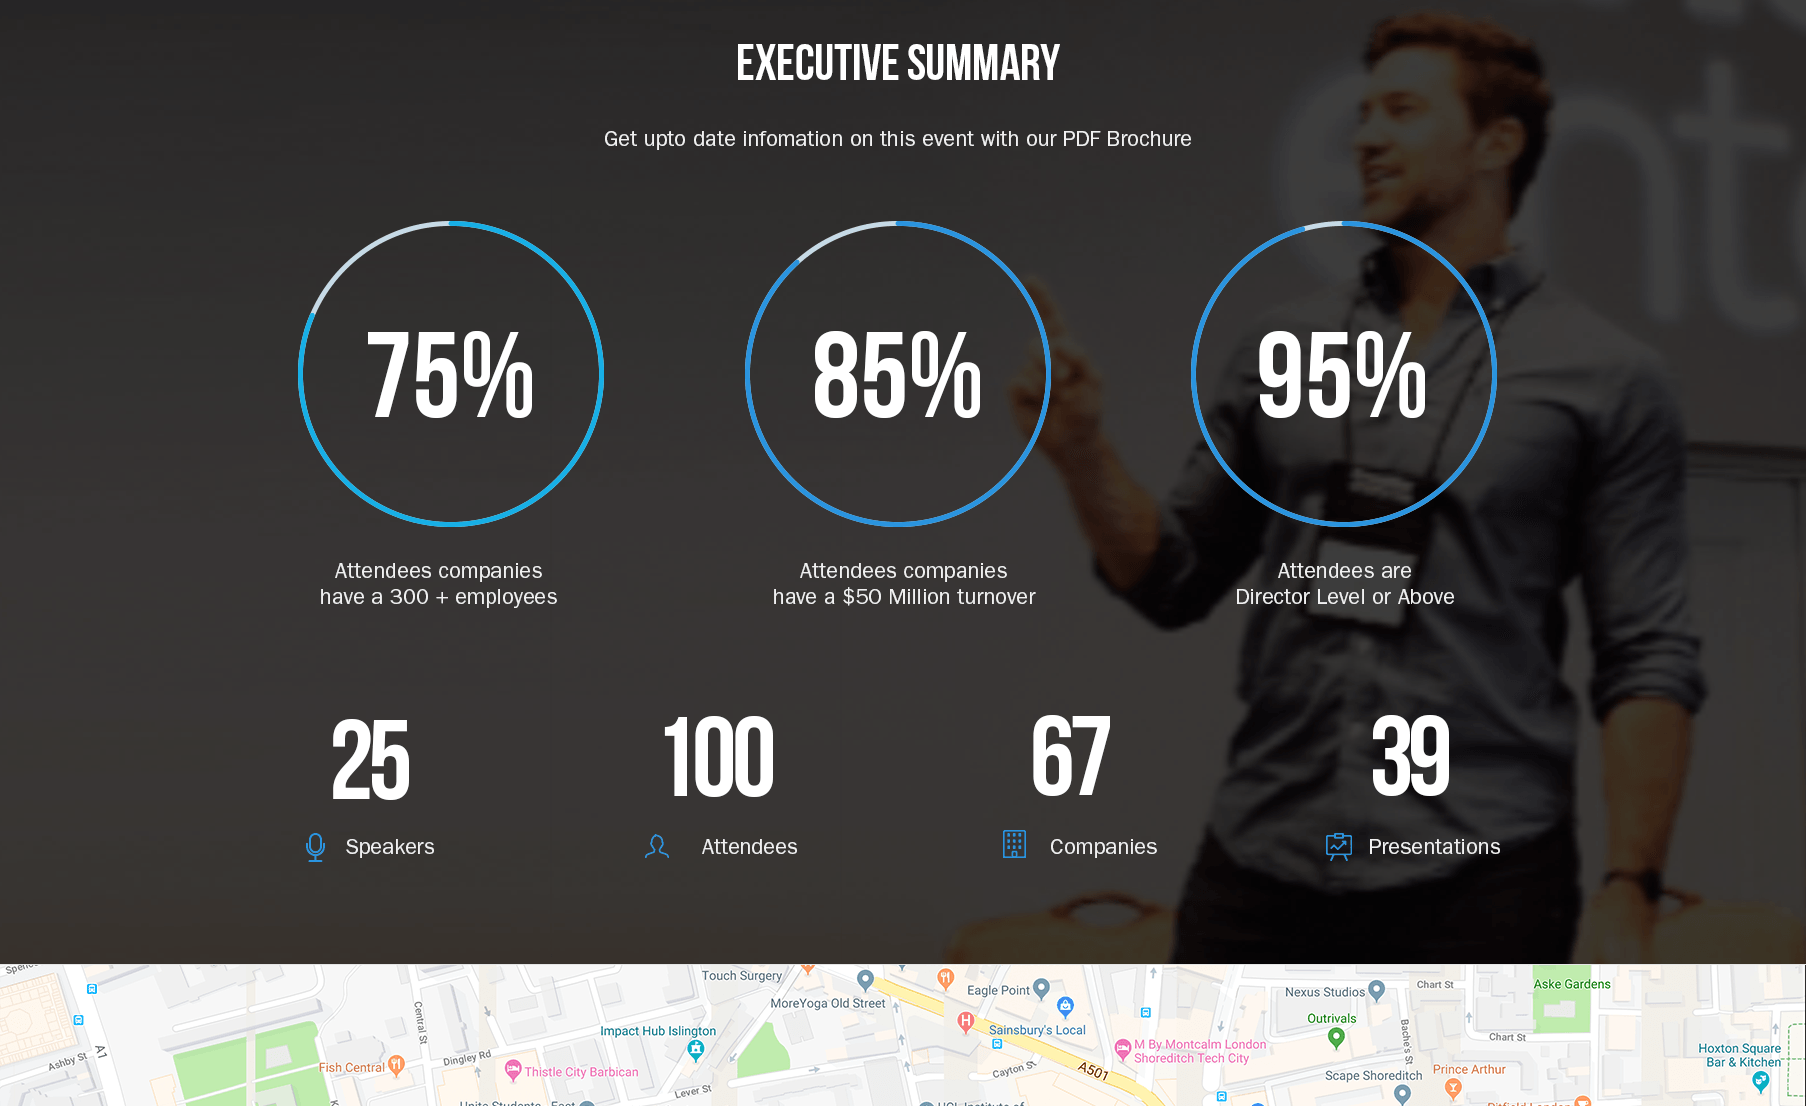 EXECUTIVE SUMMARY
Get upto date infomation on this event with our PDF Brochure
75%
85%
95%
Attendees companies
have a 300 + employees
Attendees companies
have a $50 Million turnover
Attendees are
Director Level or Above
25
100
67
39
Speakers
Attendees
Companies
Presentations
Touch Surgery
MoreYoga Old Street
Eagle Point
Sainsbury's Local
Nexus Studios
Chart St
Aske Gardens
Central St
Impact Hub Islington
Outrivals
Bache's St
Chart St
A1
Ashby St
Fish Central
Dingley Rd
Thistle City Barbican
M By Montcalm London
Shoreditch Tech City
Hoxton Square
Bar & Kitchen
Cayton St
A501
Scape Shoreditch
Prince Arthur
Lever St